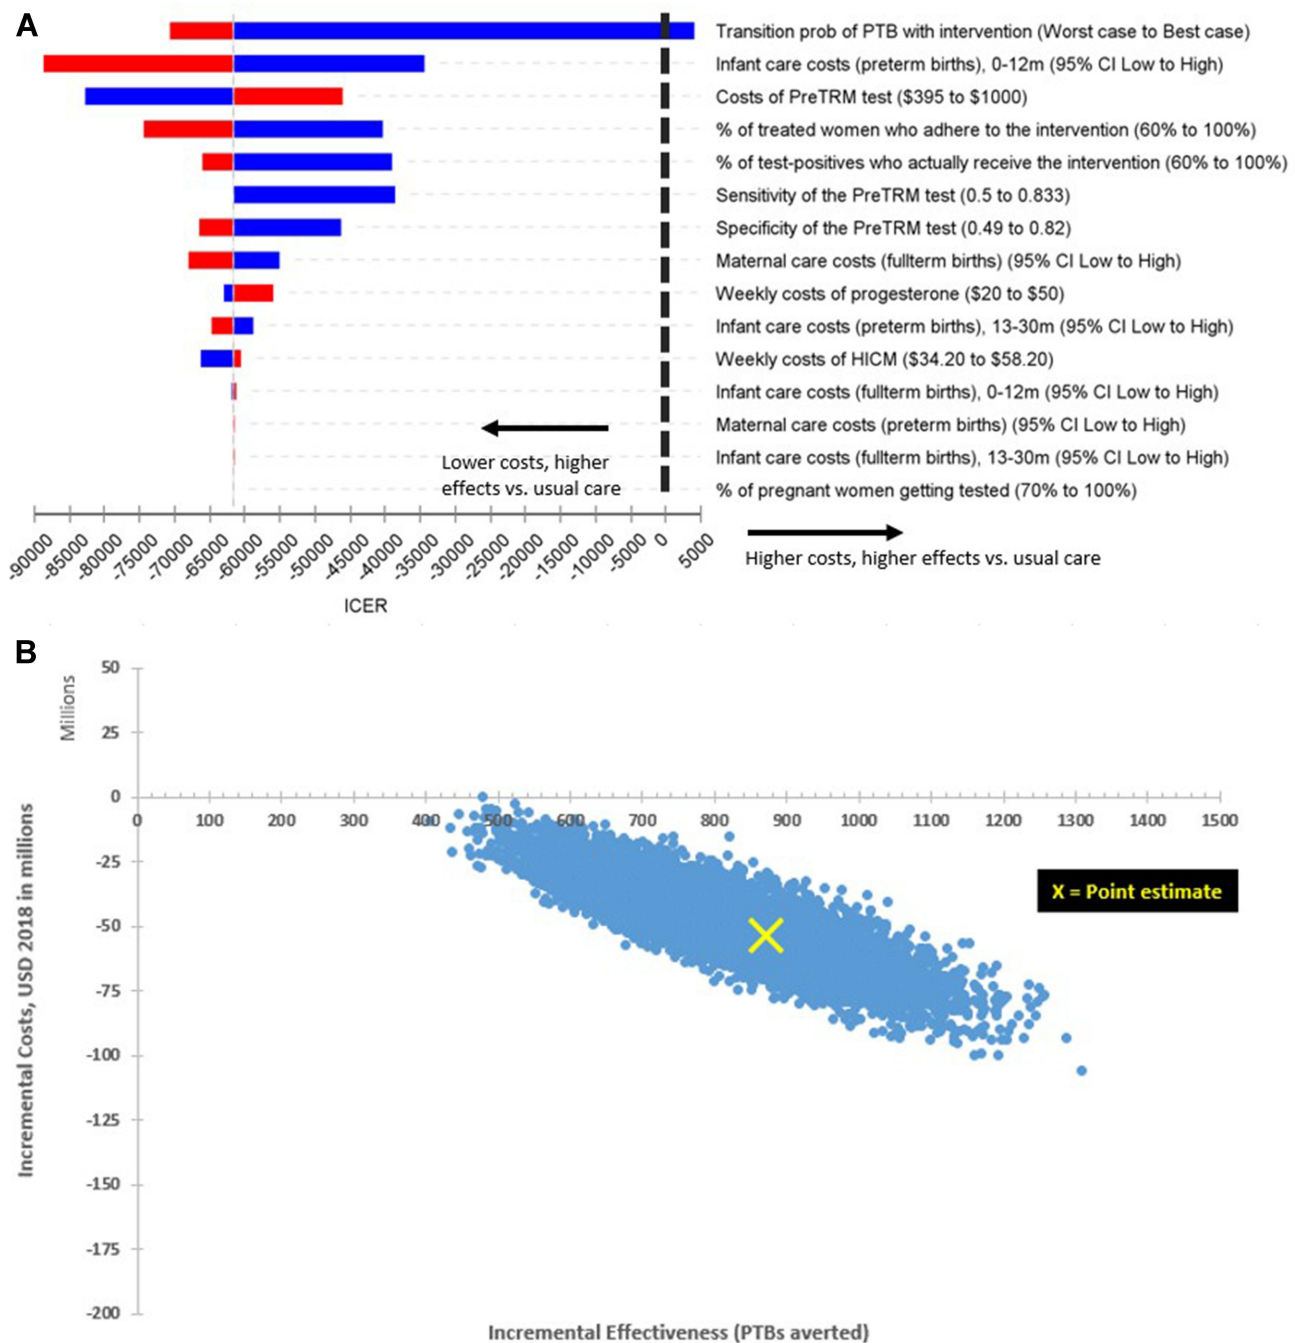 A
Transition prob of PTB with intervention (Worst case to Best case)
Infant care costs (preterm births), 0-12m (95% CI Low to High)
Costs of PreTRM test ($395 to $1000)
% of treated women who adhere to the intervention (60% to 100%)
% of test-positives who actually receive the intervention (60% to 100%)
Sensitivity of the PreTRM test (0.5 to 0.833)
Specificity of the PreTRM test (0.49 to 0.82)
Maternal care costs (fullterm births) (95% CI Low to High)
Weekly costs of progesterone ($20 to $50)
Infant care costs (preterm births), 13-30m (95% CI Low to High)
Weekly costs of HICM ($34.20 to $58.20)
Infant care costs (fullterm births), 0-12m (95% CI Low to High)
Maternal care costs (preterm births) (95% CI Low to High)
Infant care costs (fullterm births), 13-30m (95% CI Low to High)
% of pregnant women getting tested (70% to 100%)
Lower costs, higher
effects vs. usual care
-90000 -85000 -80000 -75000 -70000 -65000 -60000 -55000 -50000 -45000 -40000 -35000 -30000 -25000 -20000 -15000 -10000 -5000 0 5000
Higher costs, higher effects vs. usual care
ICER
B
Millions
Incremental Costs, USD 2018 in millions
50
25
0
0 100 200 300 400 500 600 700 800 900 1000 1100 1200 1300 1400 1500
-25
X = Point estimate
-50
-75
-100
-125
-150
-175
-200
Incremental Effectiveness (PTBs averted)